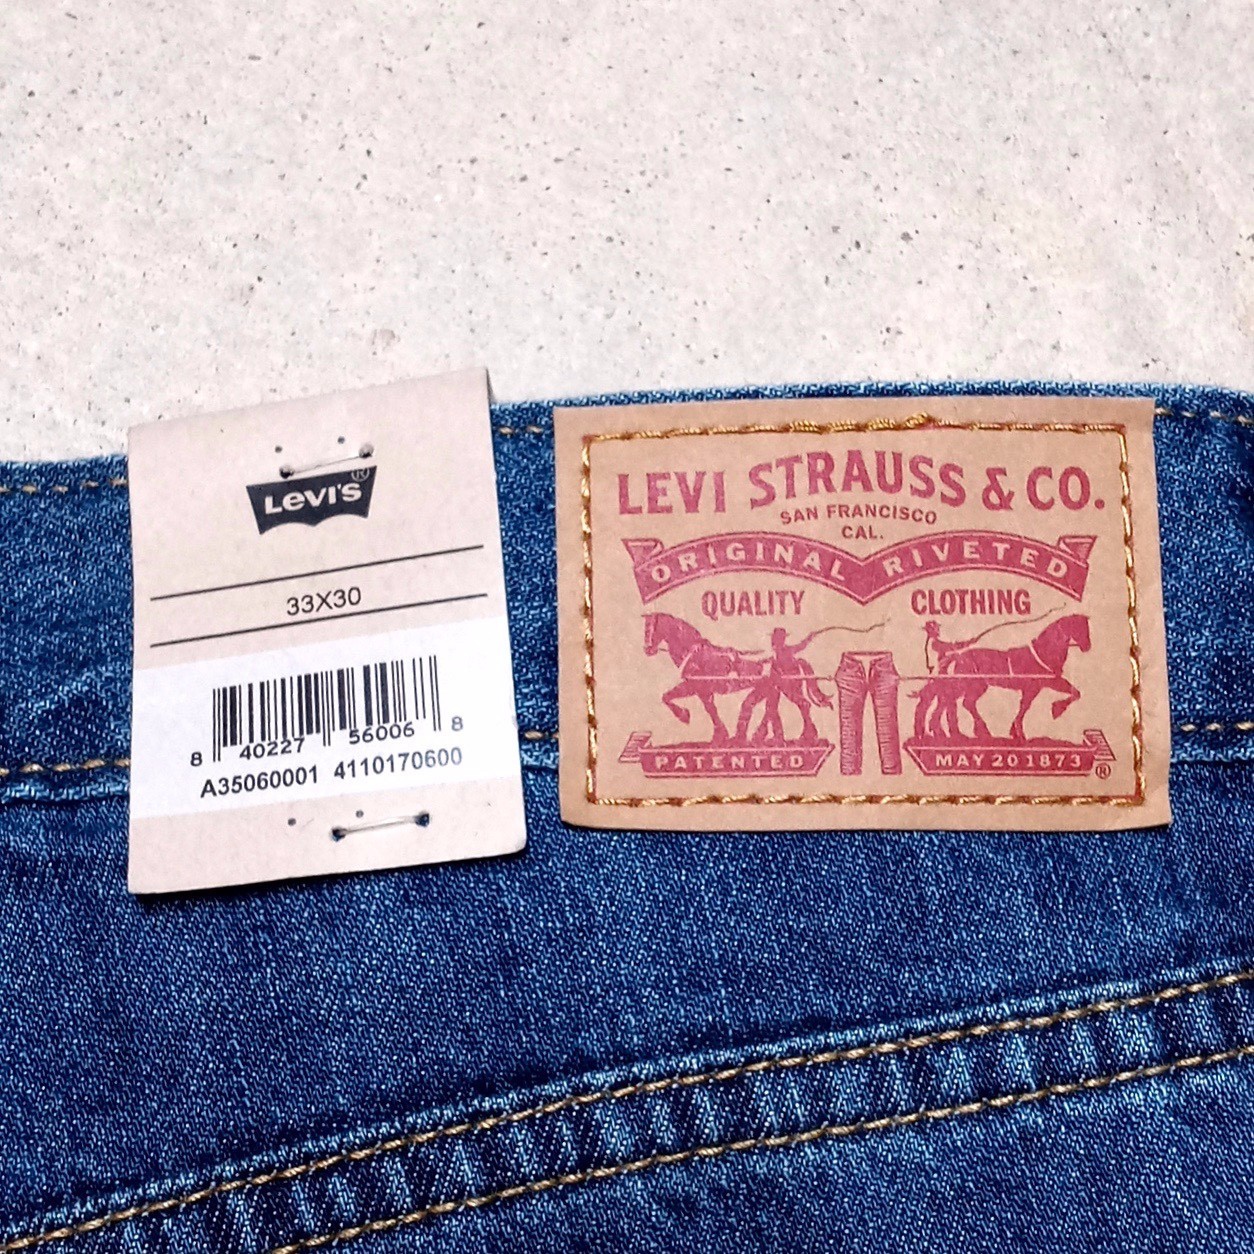 LEVI'S®
33X30
8 40227 56006 8
A35060001 4110170600
LEVI STRAUSS & CO.
SAN FRANCISCO
CAL.
ORIGINAL RIVETED
QUALITY CLOTHING
PATENTED MAY 20 1873 ®